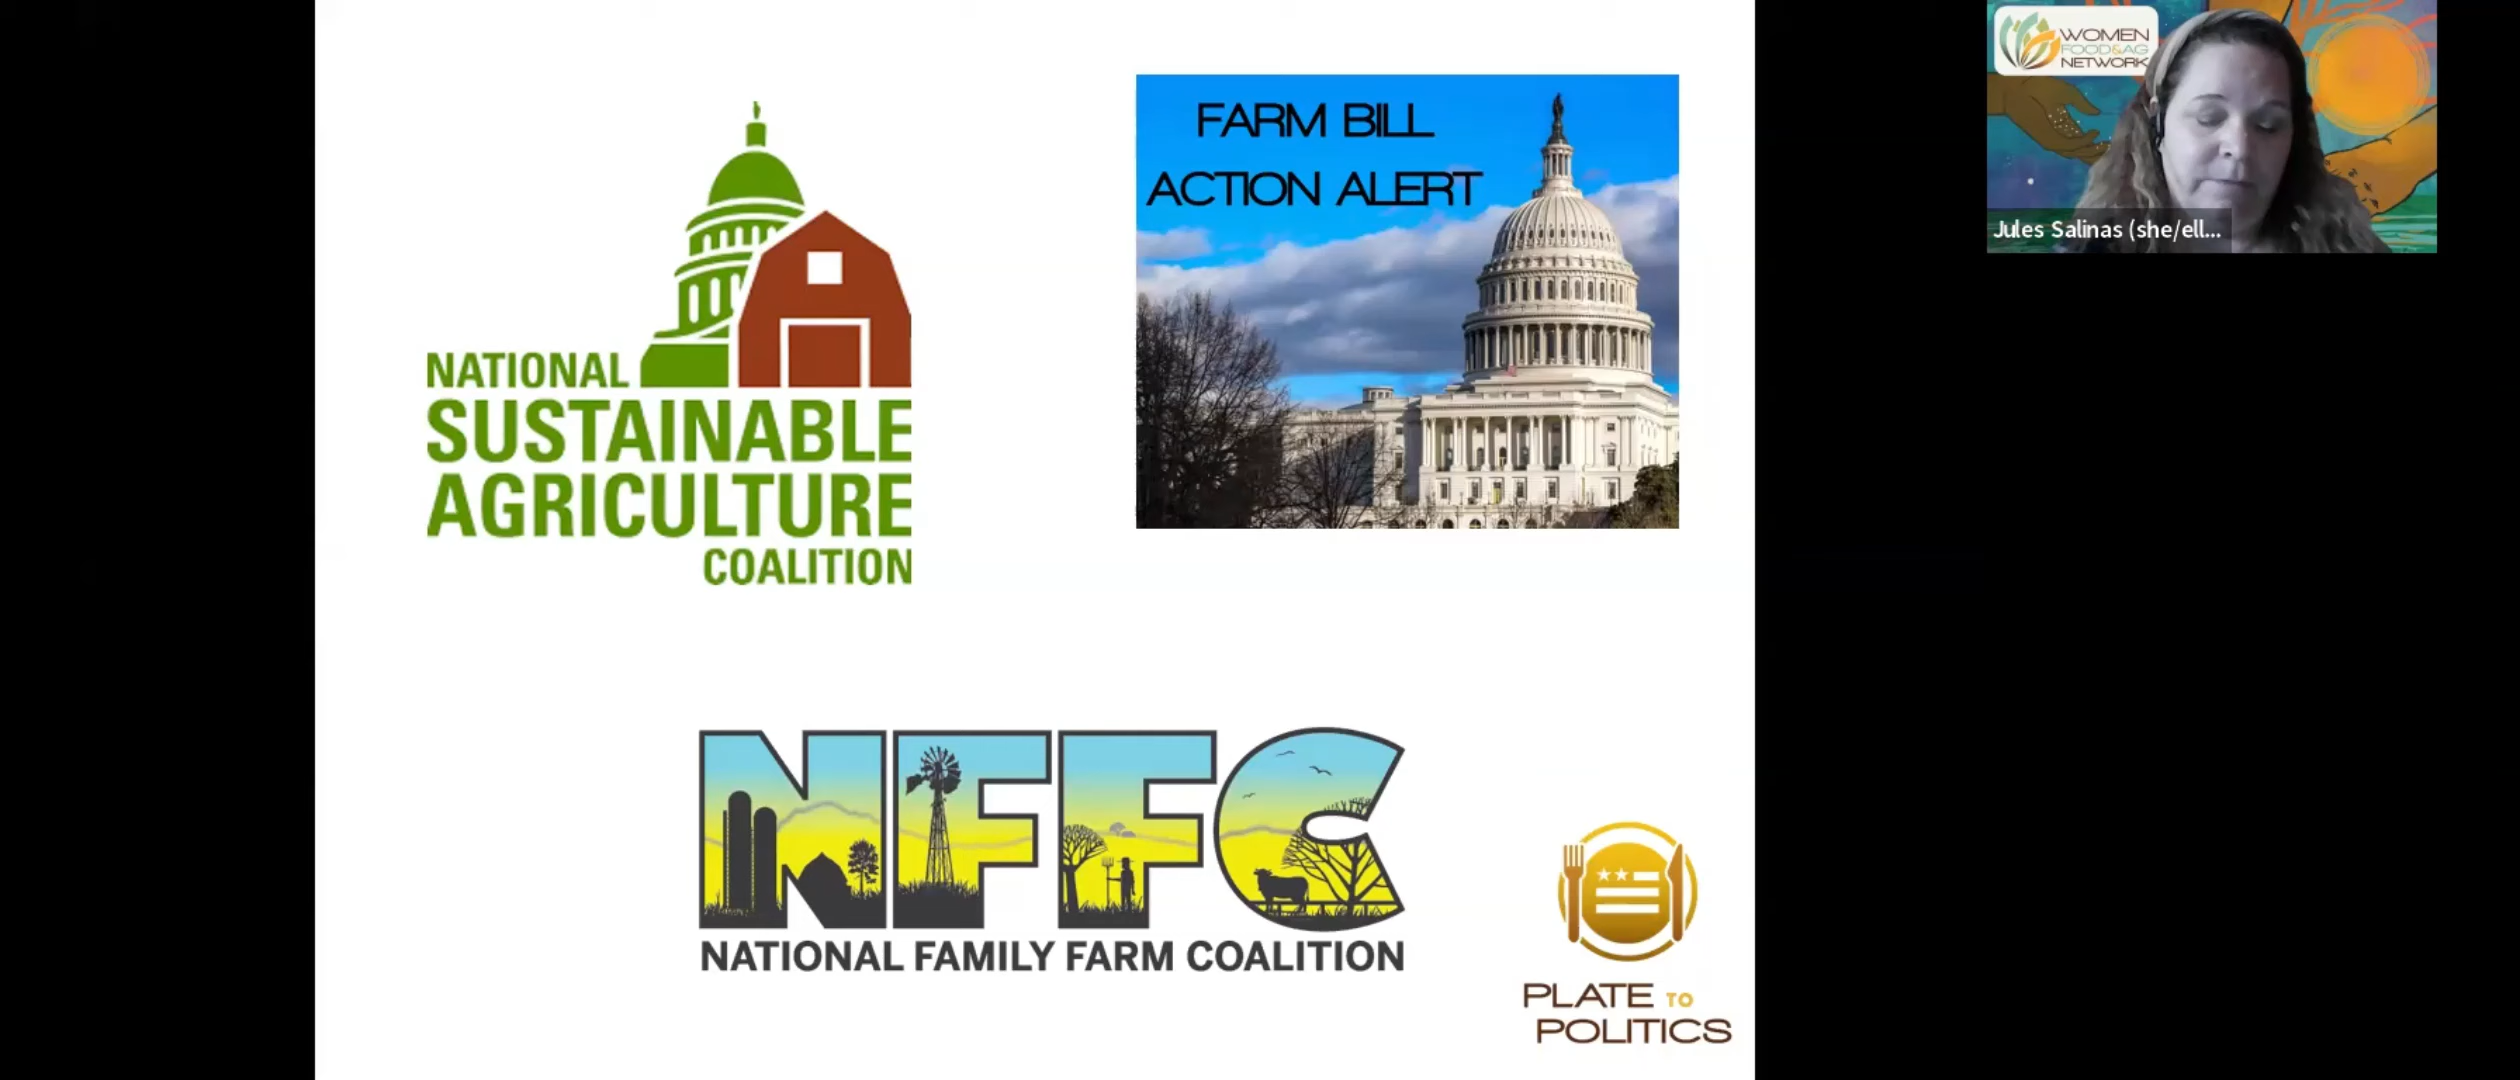 FARM BILL
ACTION ALERT
NATIONAL
SUSTAINABLE
AGRICULTURE
COALITION
NFFC
NATIONAL FAMILY FARM COALITION
PLATE TO
POLITICS
WOMEN
FOOD&AG
NETWORK
Jules Salinas (she/ell...